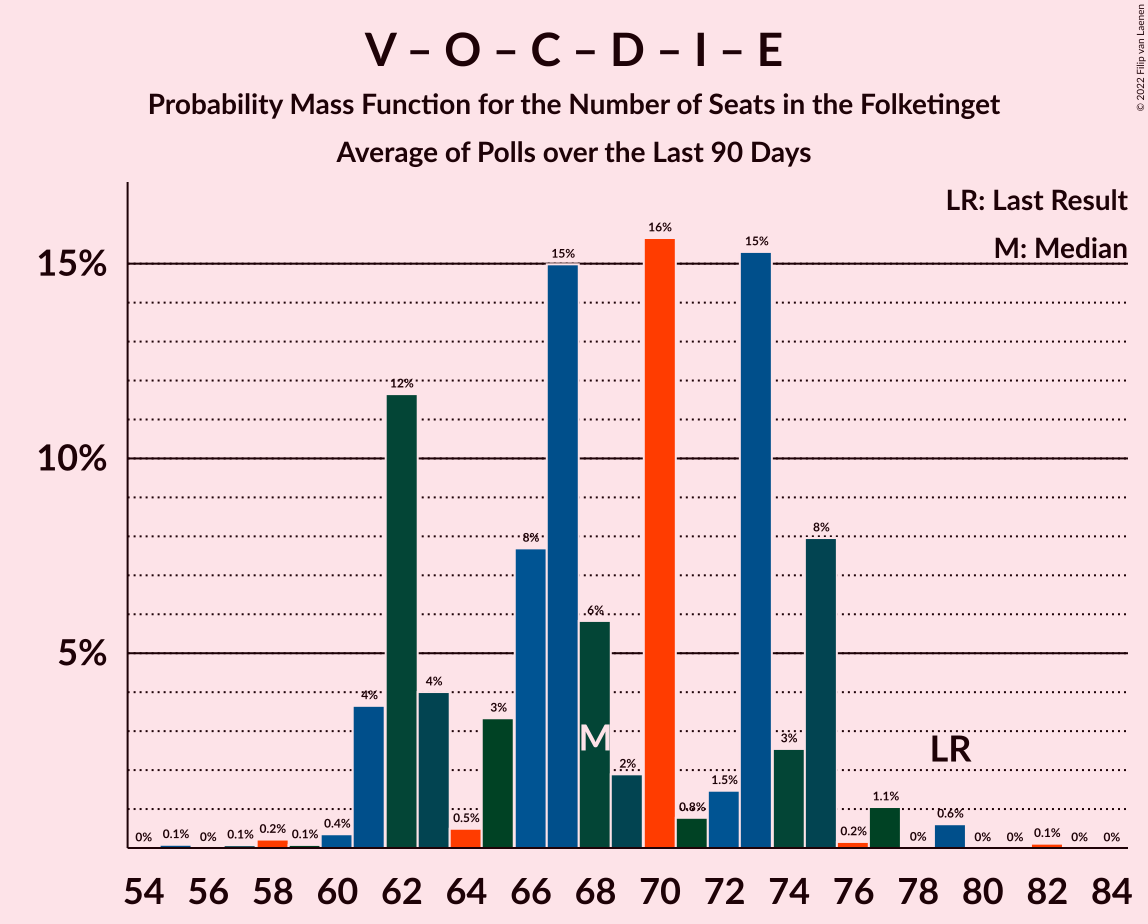 V – O – C – D – I – E
Probability Mass Function for the Number of Seats in the Folketinget
Average of Polls over the Last 90 Days
© 2022 Filip van Laenen
LR: Last Result
M: Median
15%
10%
5%
0% 0.1% 0% 0.1% 0.2% 0.1% 0.4% 4% 12% 4% 0.5% 3% 8% 15% 6% 2% 16% 0.8% 1.5% 15% 3% 8% 0.2% 1.1% 0% 0.6% 0% 0% 0.1% 0% 0%
M
LR
54 56 58 60 62 64 66 68 70 72 74 76 78 80 82 84